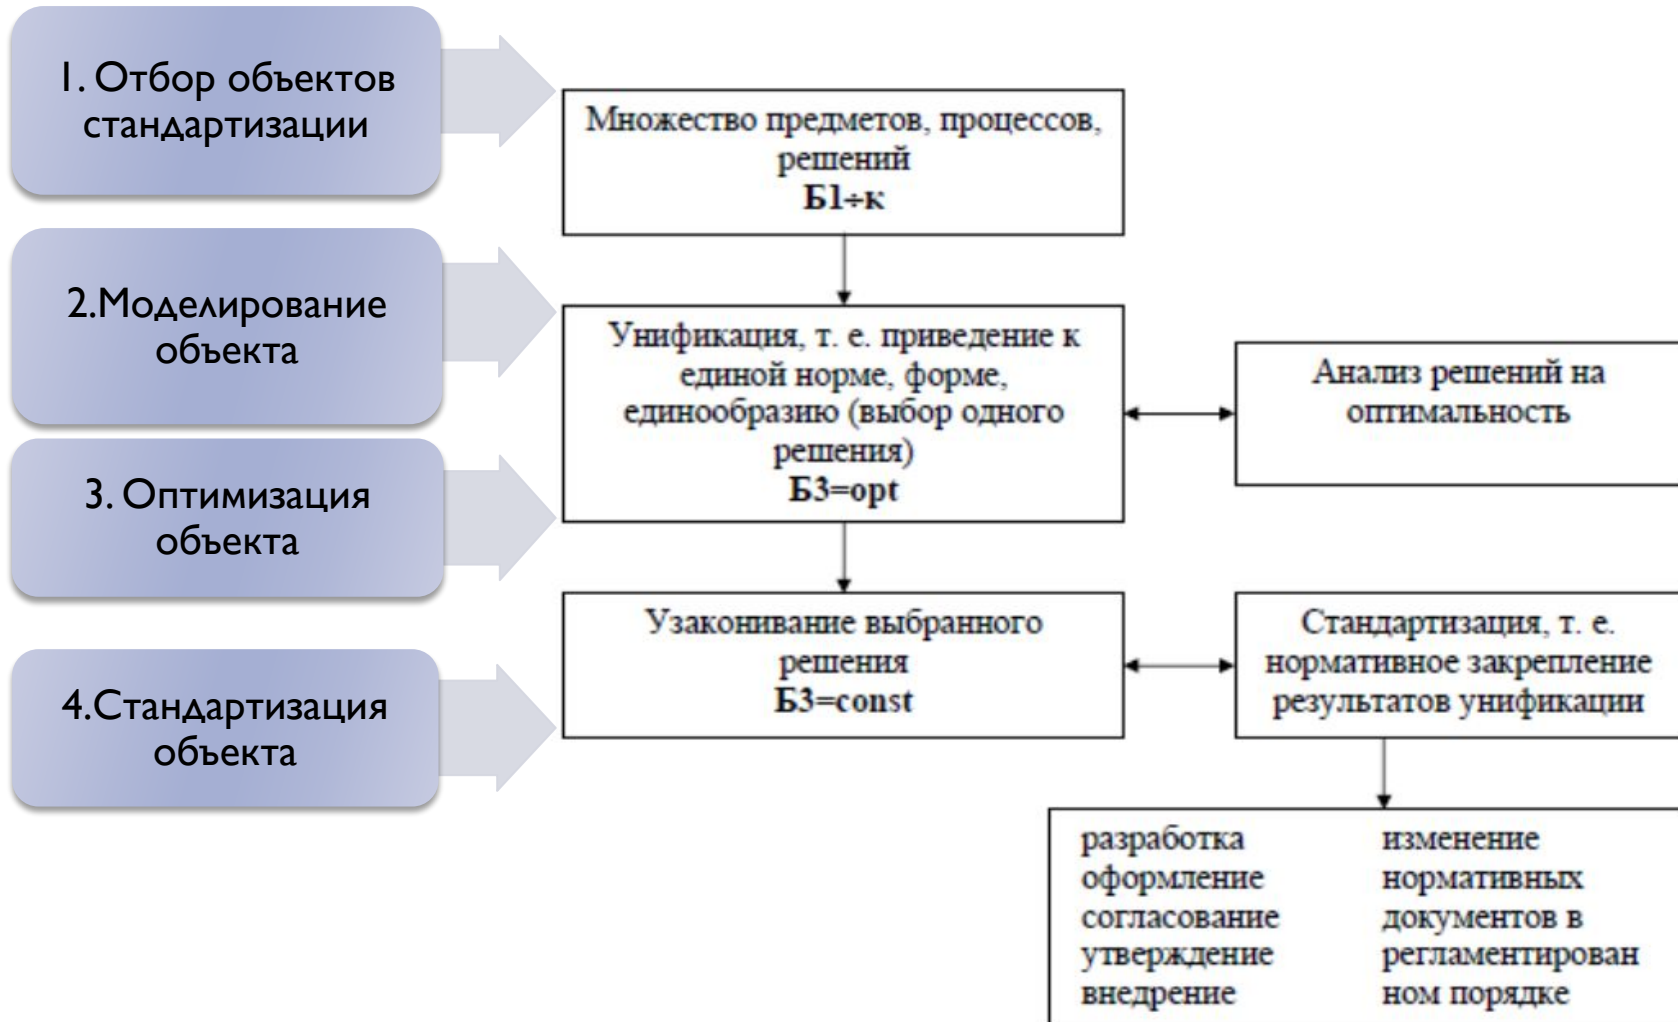 1. Отбор объектов
стандартизации
2.Моделирование
объекта
3. Оптимизация
объекта
4.Стандартизация
объекта
Множество предметов, процессов,
решений
Б1÷к
Унификация, т. е. приведение к
единой норме, форме,
единообразию (выбор одного
решения)
Б3=opt
Анализ решений на
оптимальность
Узаконивание выбранного
решения
Б3=const
Стандартизация, т. е.
нормативное закрепление
результатов унификации
разработка
оформление
согласование
утверждение
внедрение
изменение
нормативных
документов в
регламентирован
ном порядке